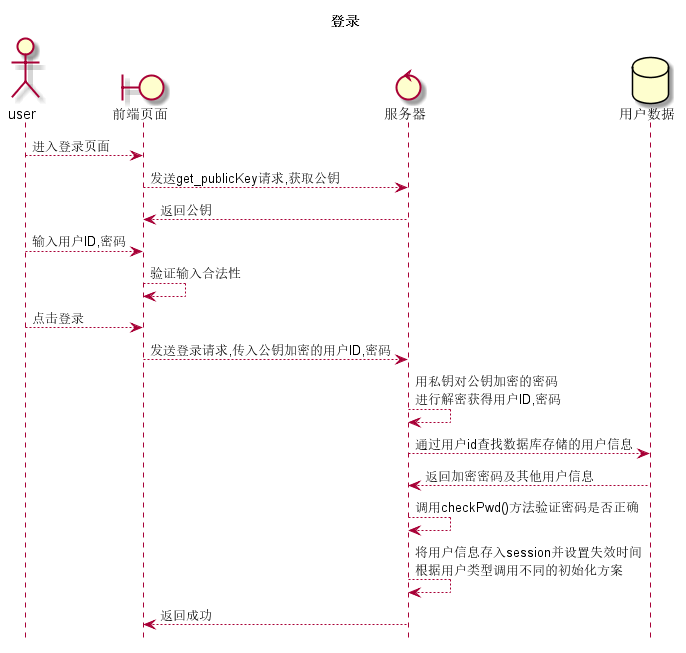 登录
user
前端页面
服务器
用户数据
进入登录页面
发送get_publicKey请求,获取公钥
返回公钥
输入用户ID,密码
验证输入合法性
点击登录
发送登录请求,传入公钥加密的用户ID,密码
用私钥对公钥加密的密码
进行解密获得用户ID,密码
通过用户id查找数据库存储的用户信息
返回加密密码及其他用户信息
调用checkPwd()方法验证密码是否正确
将用户信息存入session并设置失效时间
根据用户类型调用不同的初始化方案
返回成功